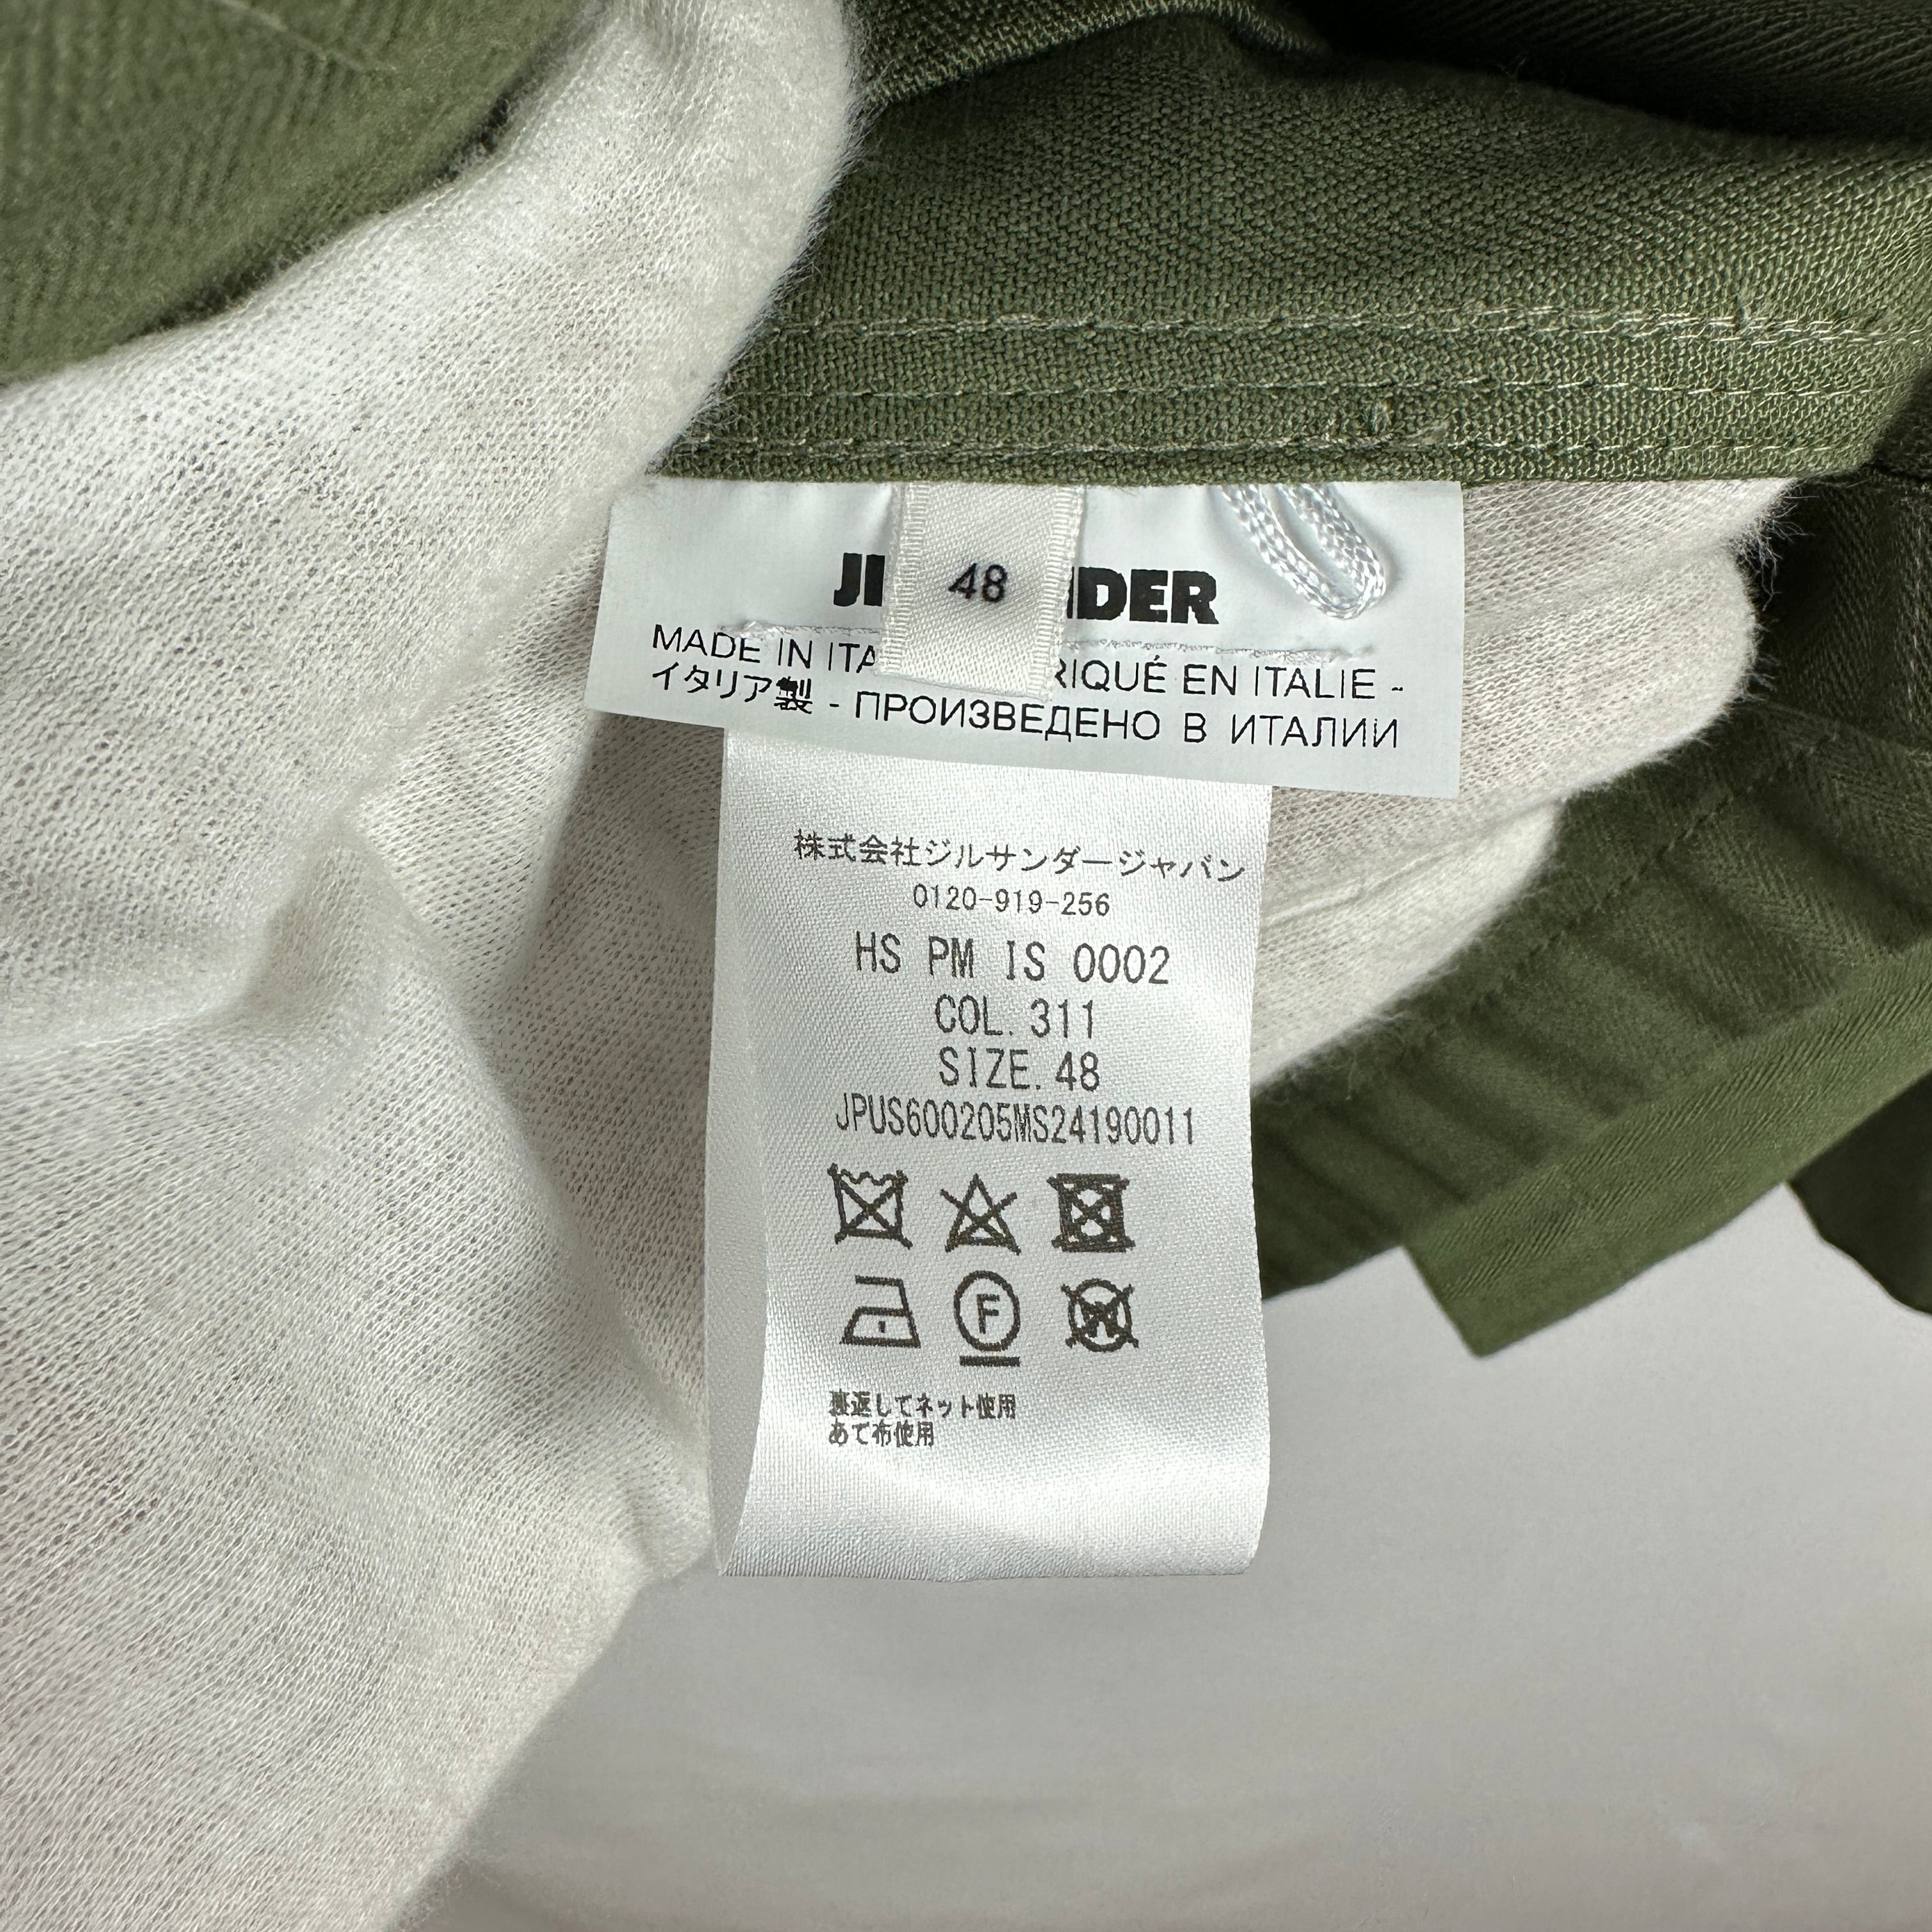 JI
48
DER
MADE IN ITA
RIQUÉ EN ITALIE -
イタリア製 - ПРОИЗВЕДЕНО В ИТАЛИИ
株式会社ジルサンダージャパン
0120-919-256
HS PM IS 0002
COL. 311
SIZE. 48
JPUS600205MS24190011
F
W
裏返してネット使用
あて布使用